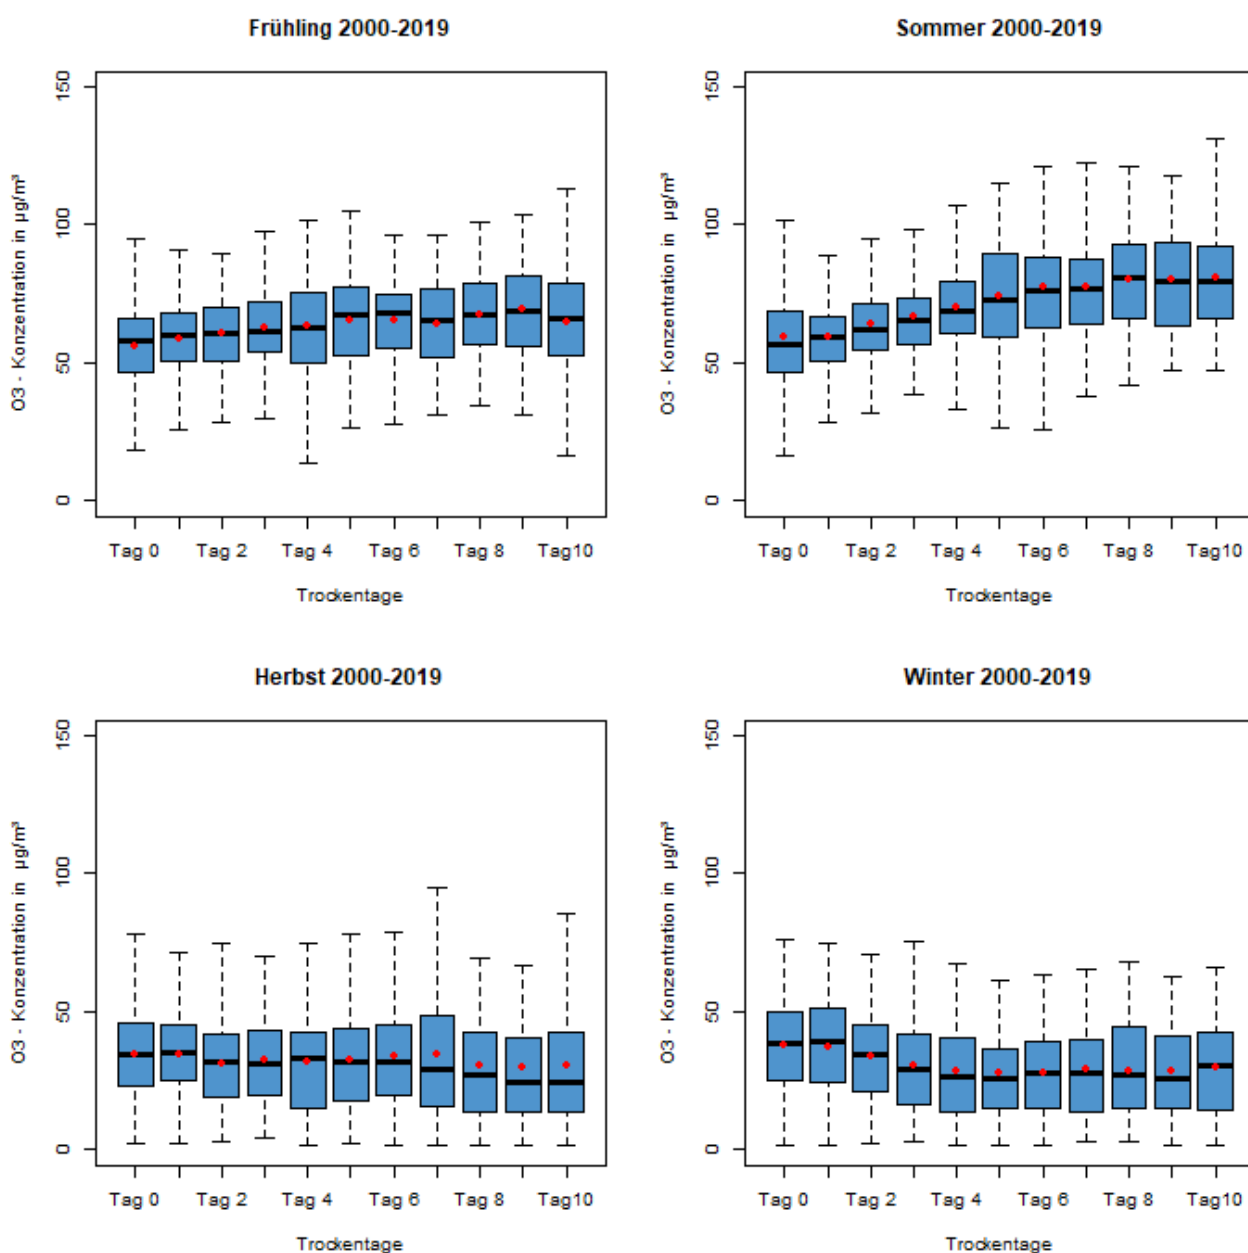 Frühling 2000-2019
150
100
50
0
O3 - Konzentration in µg/m³
Tag 0 Tag 2 Tag 4 Tag 6 Tag 8 Tag10
Trockentage
Sommer 2000-2019
150
100
50
0
O3 - Konzentration in µg/m³
Tag 0 Tag 2 Tag 4 Tag 6 Tag 8 Tag10
Trockentage
Herbst 2000-2019
150
100
50
0
O3 - Konzentration in µg/m³
Tag 0 Tag 2 Tag 4 Tag 6 Tag 8 Tag10
Trockentage
Winter 2000-2019
150
100
50
0
O3 - Konzentration in µg/m³
Tag 0 Tag 2 Tag 4 Tag 6 Tag 8 Tag10
Trockentage